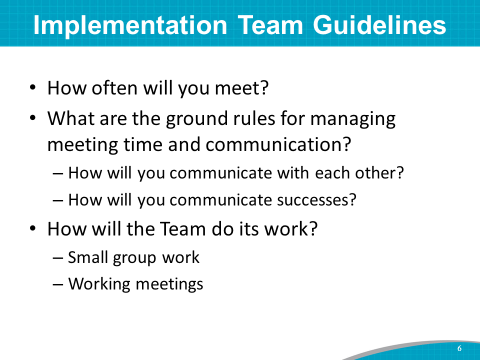 Implementation Team Guidelines
• How often will you meet?
• What are the ground rules for managing
meeting time and communication?
– How will you communicate with each other?
– How will you communicate successes?
• How will the Team do its work?
– Small group work
– Working meetings
6